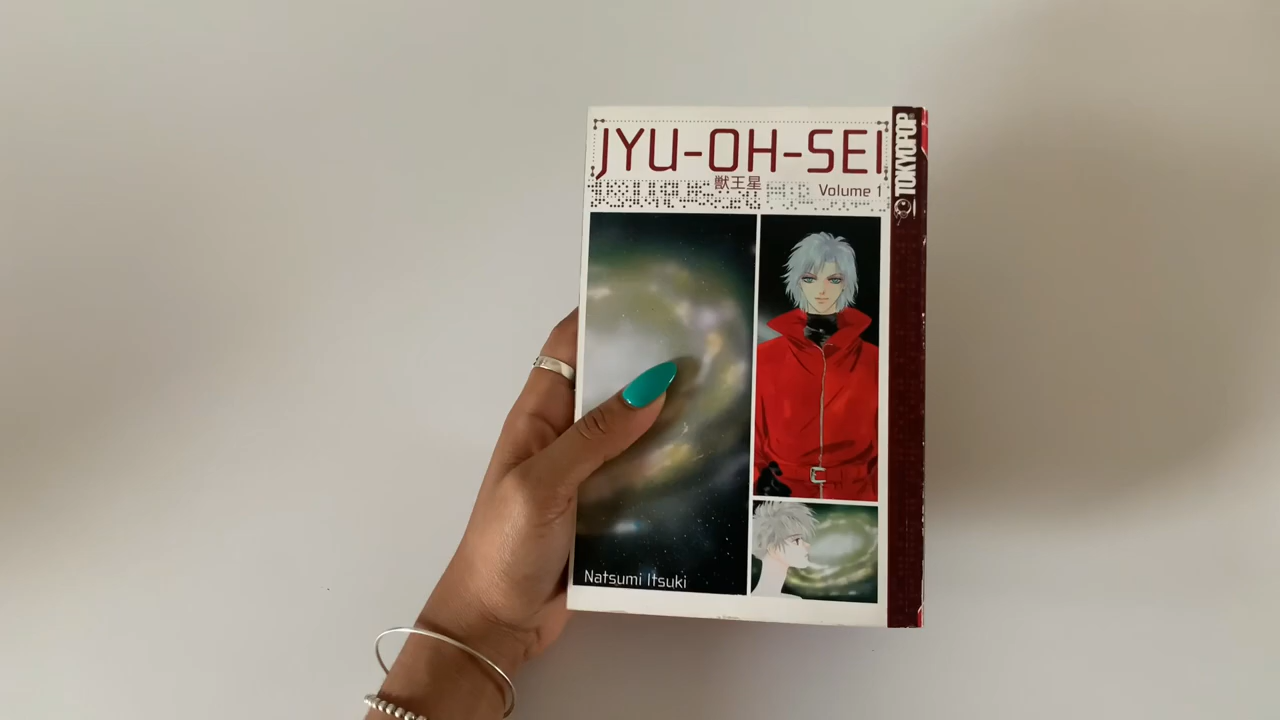 JYU-OH-SEI
獣王星
Volume 1
TOKYOPOP
Natsumi Itsuki